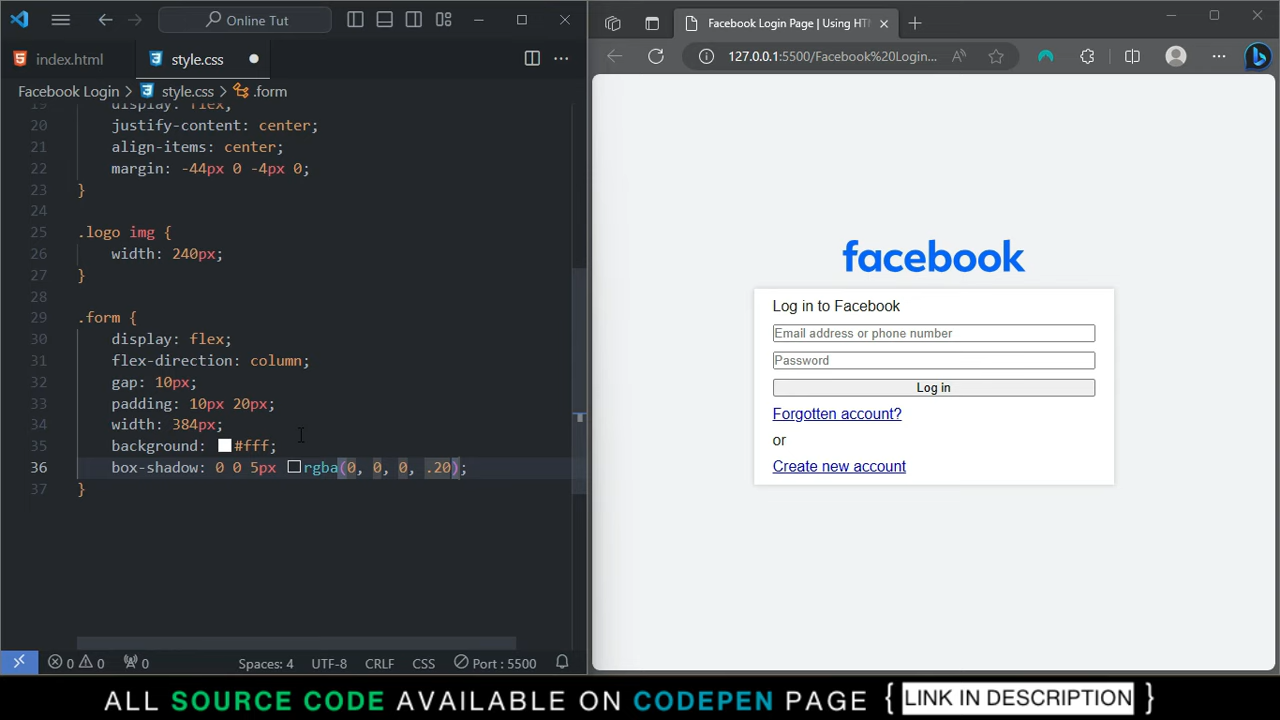 Online Tut
index.html
style.css
Facebook Login > style.css > .form
19 display: flex;
20 justify-content: center;
21 align-items: center;
22 margin: -44px 0 -4px 0;
23 }
24
25 .logo img {
26 width: 240px;
27 }
28
29 .form {
30 display: flex;
31 flex-direction: column;
32 gap: 10px;
33 padding: 10px 20px;
34 width: 384px;
35 background: #fff;
36 box-shadow: 0 0 5px rgba(0, 0, 0, .20);
37 }
0 0 0 Spaces: 4 UTF-8 CRLF CSS Port : 5500
Facebook Login Page | Using HT
127.0.0.1:5500/Facebook%20Login...
facebook
Log in to Facebook
Email address or phone number
Password
Log in
Forgotten account?
or
Create new account
ALL SOURCE CODE AVAILABLE ON CODEPEN PAGE { LINK IN DESCRIPTION }